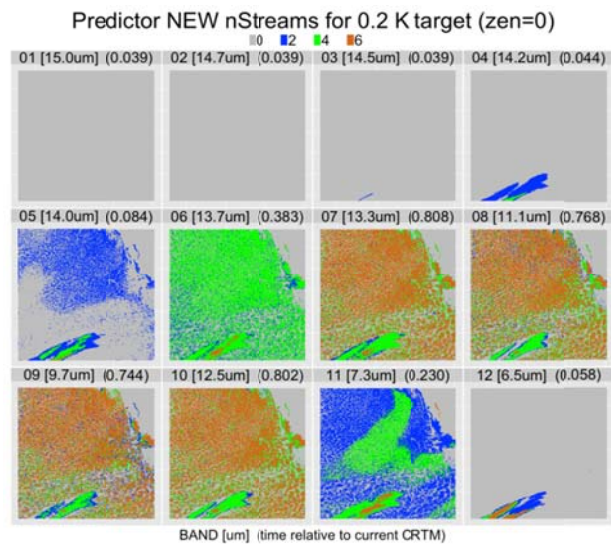 Predictor NEW nStreams for 0.2 K target (zen=0)
0 2 4 6
01 [15.0um] (0.039) 02 [14.7um] (0.039) 03 [14.5um] (0.039) 04 [14.2um] (0.044)
05 [14.0um] (0.084) 06 [13.7um] (0.383) 07 [13.3um] (0.808) 08 [11.1um] (0.768)
09 [9.7um] (0.744) 10 [12.5um] (0.802) 11 [7.3um] (0.230) 12 [6.5um] (0.058)
BAND [um] (time relative to current CRTM)